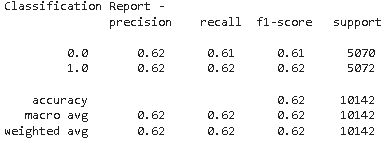 Classification Report -
precision recall f1-score support
0.0 0.62 0.61 0.61 5070
1.0 0.62 0.62 0.62 5072
accuracy 0.62 10142
macro avg 0.62 0.62 0.62 10142
weighted avg 0.62 0.62 0.62 10142